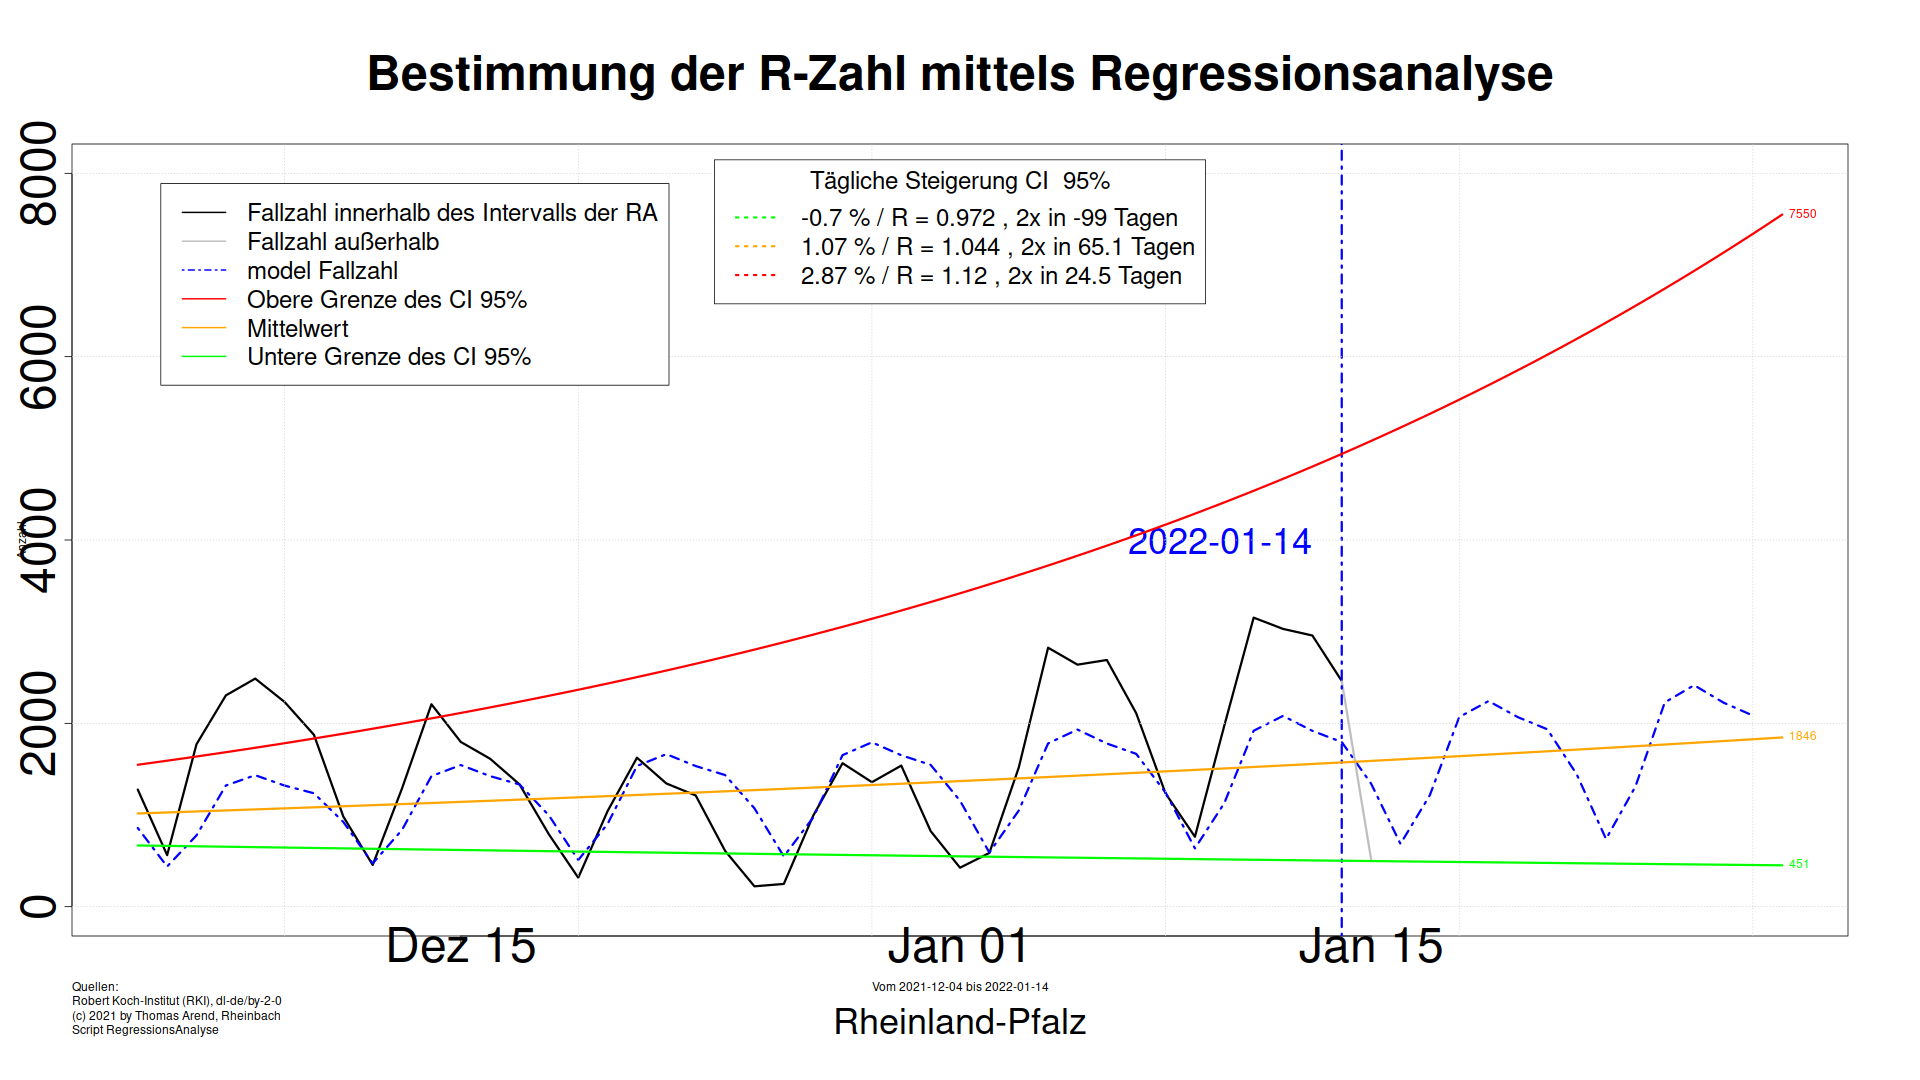 Bestimmung der R-Zahl mittels Regressionsanalyse
8000
6000
4000
2000
0
Anzahl
Fallzahl innerhalb des Intervalls der RA
Fallzahl außerhalb
model Fallzahl
Obere Grenze des CI 95%
Mittelwert
Untere Grenze des CI 95%
Tägliche Steigerung CI  95%
-0.7 % / R = 0.972 , 2x in -99 Tagen
1.07 % / R = 1.044 , 2x in 65.1 Tagen
2.87 % / R = 1.12 , 2x in 24.5 Tagen
7550
2022-01-14
1846
451
Dez 15
Jan 01
Jan 15
Quellen:
Robert Koch-Institut (RKI), dl-de/by-2-0
(c) 2021 by Thomas Arend, Rheinbach
Script RegressionsAnalyse
Vom 2021-12-04 bis 2022-01-14
Rheinland-Pfalz